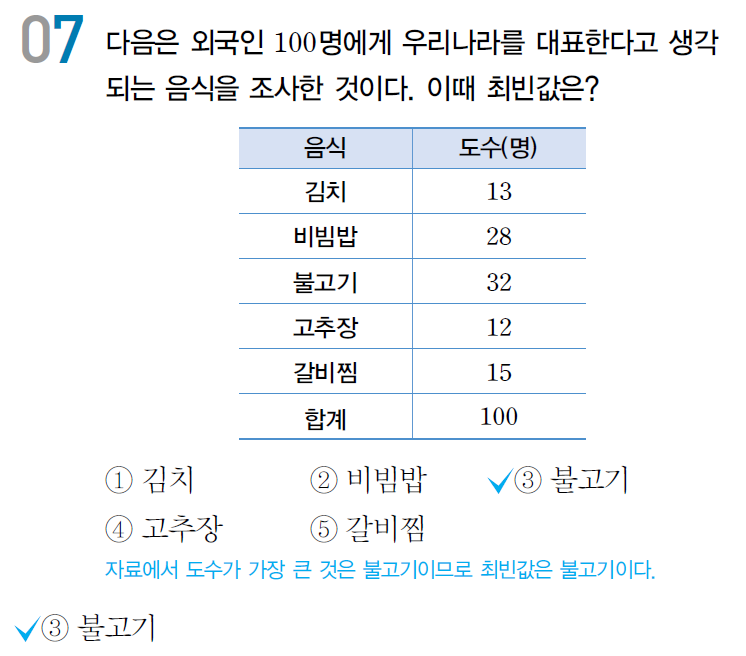 07 다음은 외국인 100명에게 우리나라를 대표한다고 생각
되는 음식을 조사한 것이다. 이때 최빈값은?
음식 도수(명)
김치 13
비빔밥 28
불고기 32
고추장 12
갈비찜 15
합계 100
① 김치 ② 비빔밥 ③ 불고기
④ 고추장 ⑤ 갈비찜
자료에서 도수가 가장 큰 것은 불고기이므로 최빈값은 불고기이다.
③ 불고기